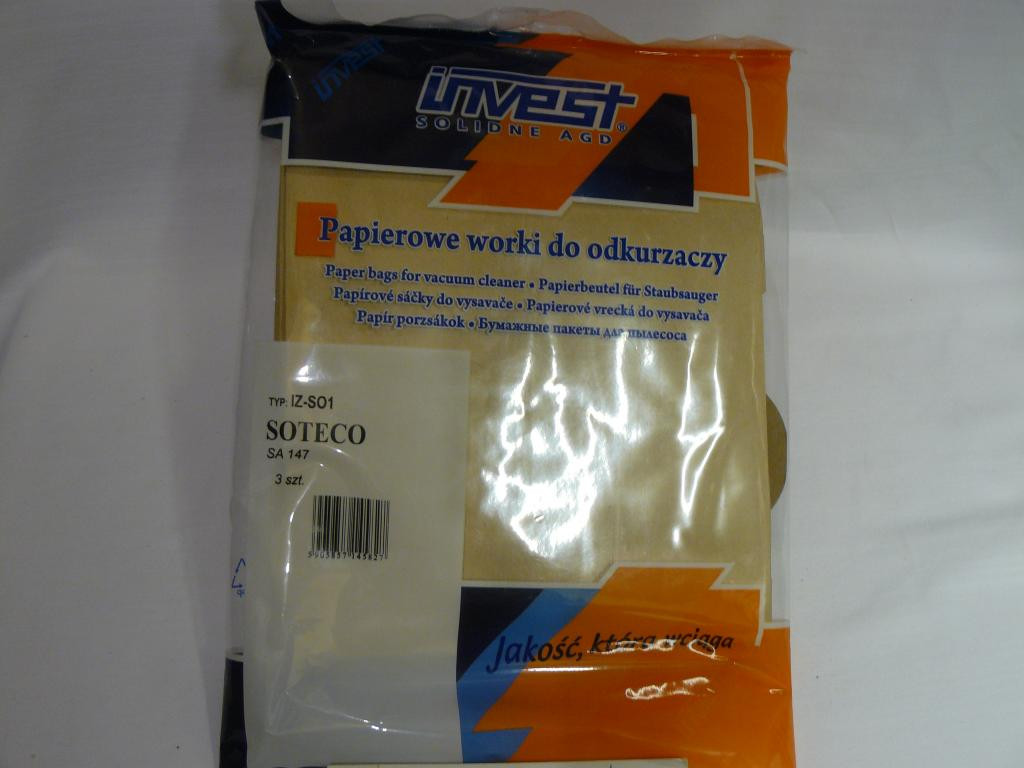 invest
invest
SOLIDNE AGD®
Papierowe worki do odkurzaczy
Paper bags for vacuum cleaner • Papierbeutel für Staubsauger
Papírové sáčky do vysavače • Papierové vrecká do vysavača
Papír porzsákok • Бумажные пакеты для пылесоса
TYP: IZ-SO1
SOTECO
SA 147
3 szt.
Jakość, która wciąga